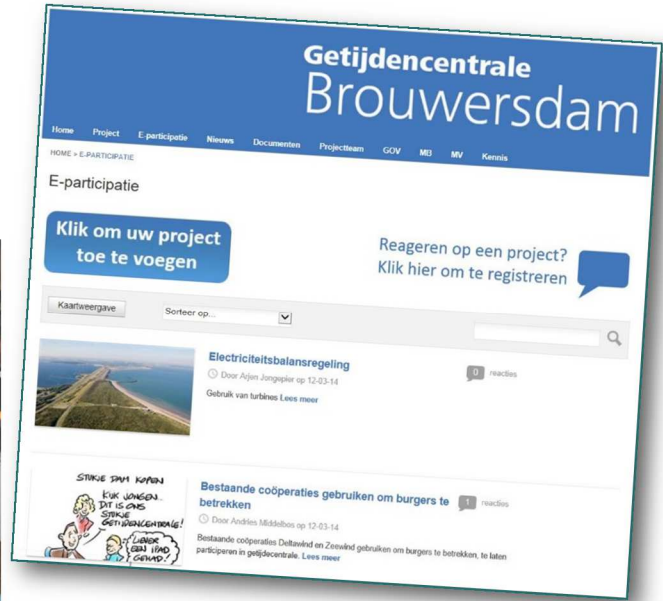 Getijdencentrale
Brouwersdam
Home Project E-participatie Nieuws Documenten Projectteam GOV MB MV Kennis
HOME > E-PARTICIPATIE
E-participatie
Klik om uw project
toe te voegen
Reageren op een project?
Klik hier om te registreren
Kaartweergave Sorteer op...
Electriciteitsbalansregeling
Door Arjen Jongepier op 12-03-14
0 reacties
Gebruik van turbines Lees meer
STUKJE DAM KOPEN
KIJK JONGEN...
DIT IS ONS
STUKJE
GETIJDENCENTRALE!
LIEVER
EEN IPAD
GEHAD!
Bestaande coöperaties gebruiken om burgers te
betrekken
1 reacties
Door Andries Middelbos op 12-03-14
Bestaande coöperaties Deltawind en Zeewind gebruiken om burgers te betrekken, te laten
participeren in getijdecentrale. Lees meer